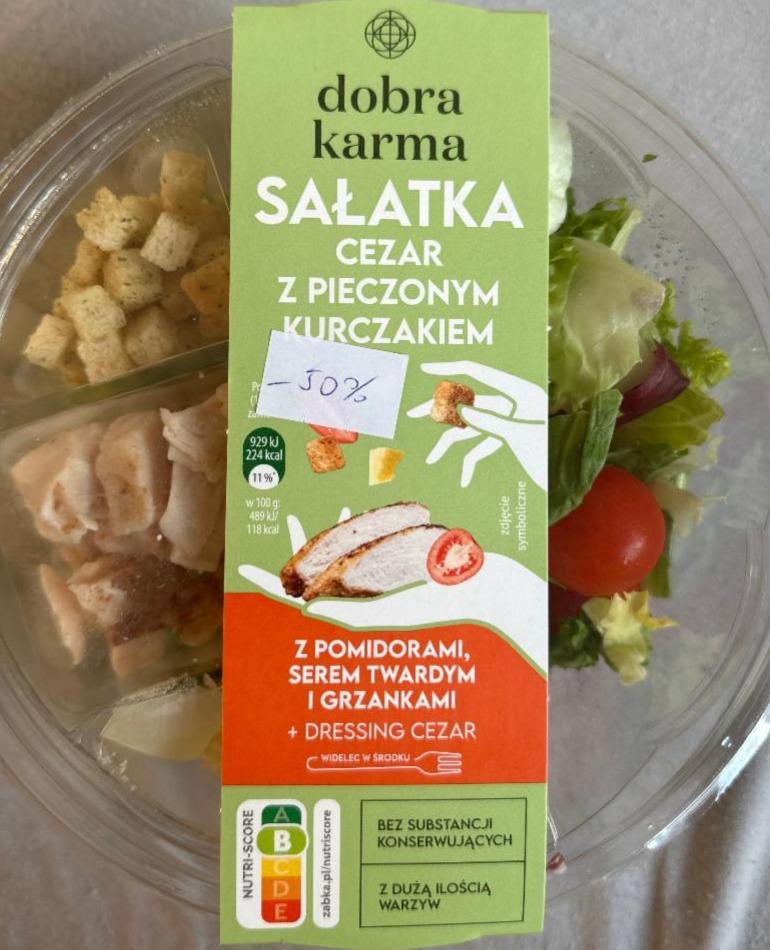 dobra
karma
SAŁATKA
CEZAR
Z PIECZONYM
KURCZAKIEM
-50%
929 kJ
224 kcal
11%*
w 100 g:
489 kJ/
118 kcal
zdjęcie
symboliczne
Z POMIDORAMI,
SEREM TWARDYM
I GRZANKAMI
+ DRESSING CEZAR
WIDELEC W ŚRODKU
NUTRI-SCORE
A
B
C
D
E
zabka.pl/nutriscore
BEZ SUBSTANCJI
KONSERWUJĄCYCH
Z DUŻĄ ILOŚCIĄ
WARZYW